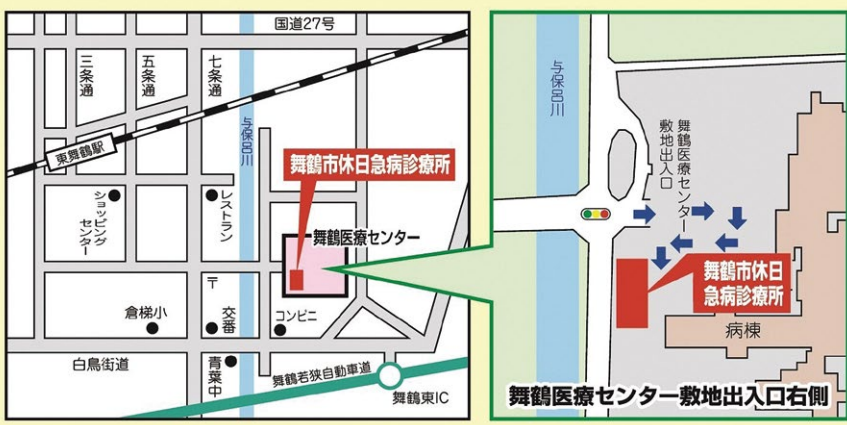 国道27号
三条通
五条通
七条通
与保呂川
東舞鶴駅
舞鶴市休日急病診療所
ショッピング
センター
レストラン
舞鶴医療センター
〒
倉梯小
交番
コンビニ
白鳥街道
青葉中
舞鶴若狭自動車道
舞鶴東IC
与保呂川
舞鶴医療センター
敷地出入口
舞鶴市休日
急病診療所
病棟
舞鶴医療センター敷地出入口右側